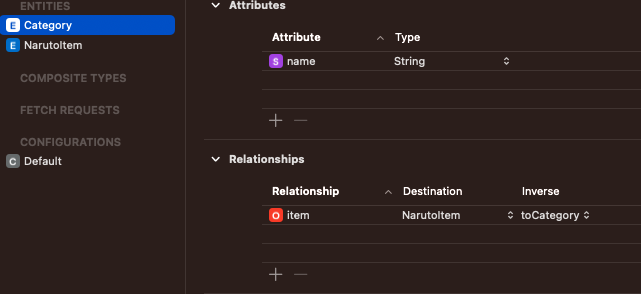 ENTITIES
E Category
E NarutoItem
COMPOSITE TYPES
FETCH REQUESTS
CONFIGURATIONS
C Default
Attributes
Attribute Type
S name String
+ −
Relationships
Relationship Destination Inverse
O item NarutoItem toCategory
+ −